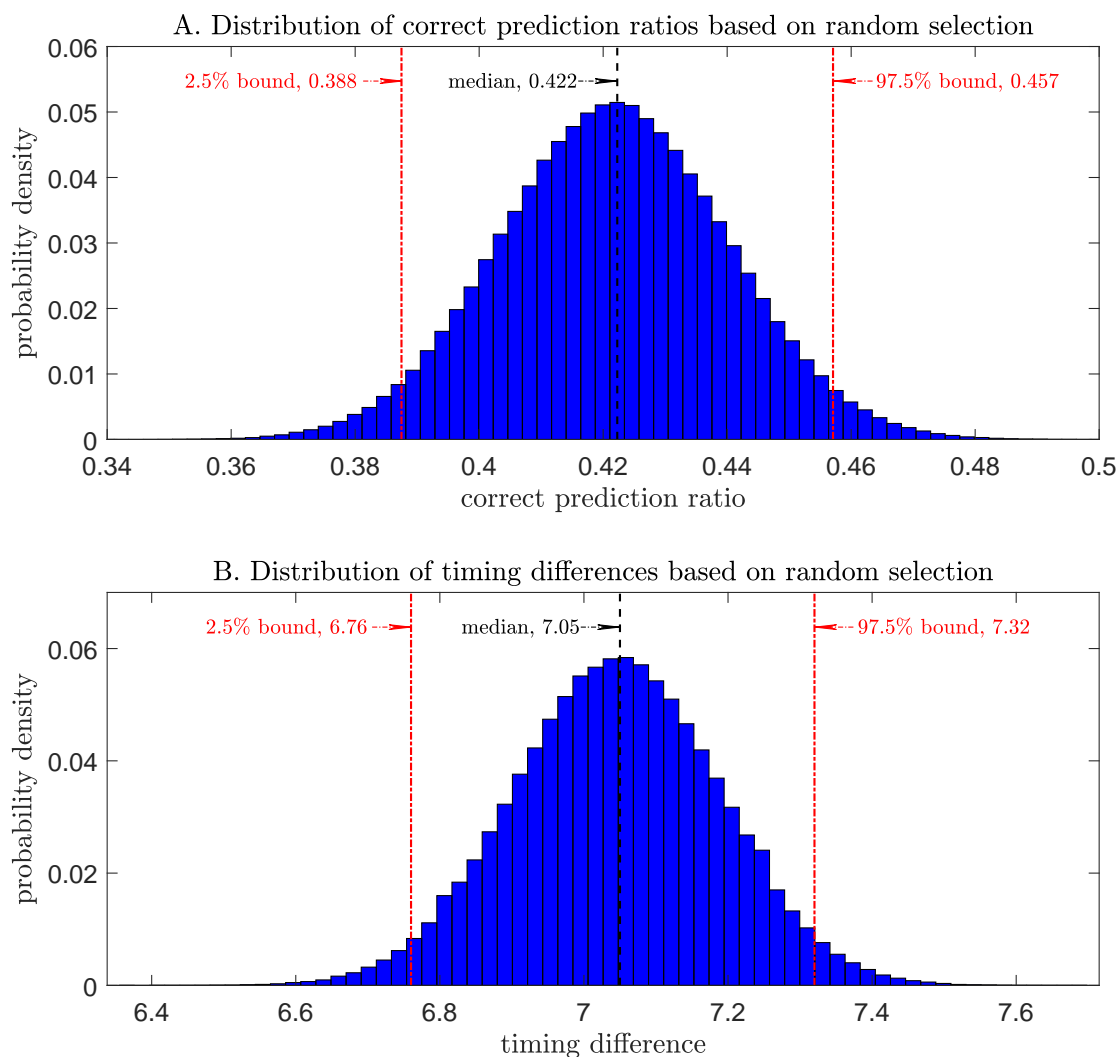 A. Distribution of correct prediction ratios based on random selection
0.06
2.5% bound, 0.388
median, 0.422
97.5% bound, 0.457
0.05
0.04
0.03
0.02
0.01
0
probability density
0.34
0.36
0.38
0.4
0.42
0.44
0.46
0.48
0.5
correct prediction ratio
B. Distribution of timing differences based on random selection
2.5% bound, 6.76
median, 7.05
97.5% bound, 7.32
0.06
0.04
0.02
0
probability density
6.4
6.6
6.8
7
7.2
7.4
7.6
timing difference